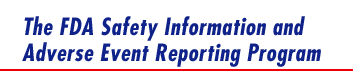 The FDA Safety Information and
Adverse Event Reporting Program